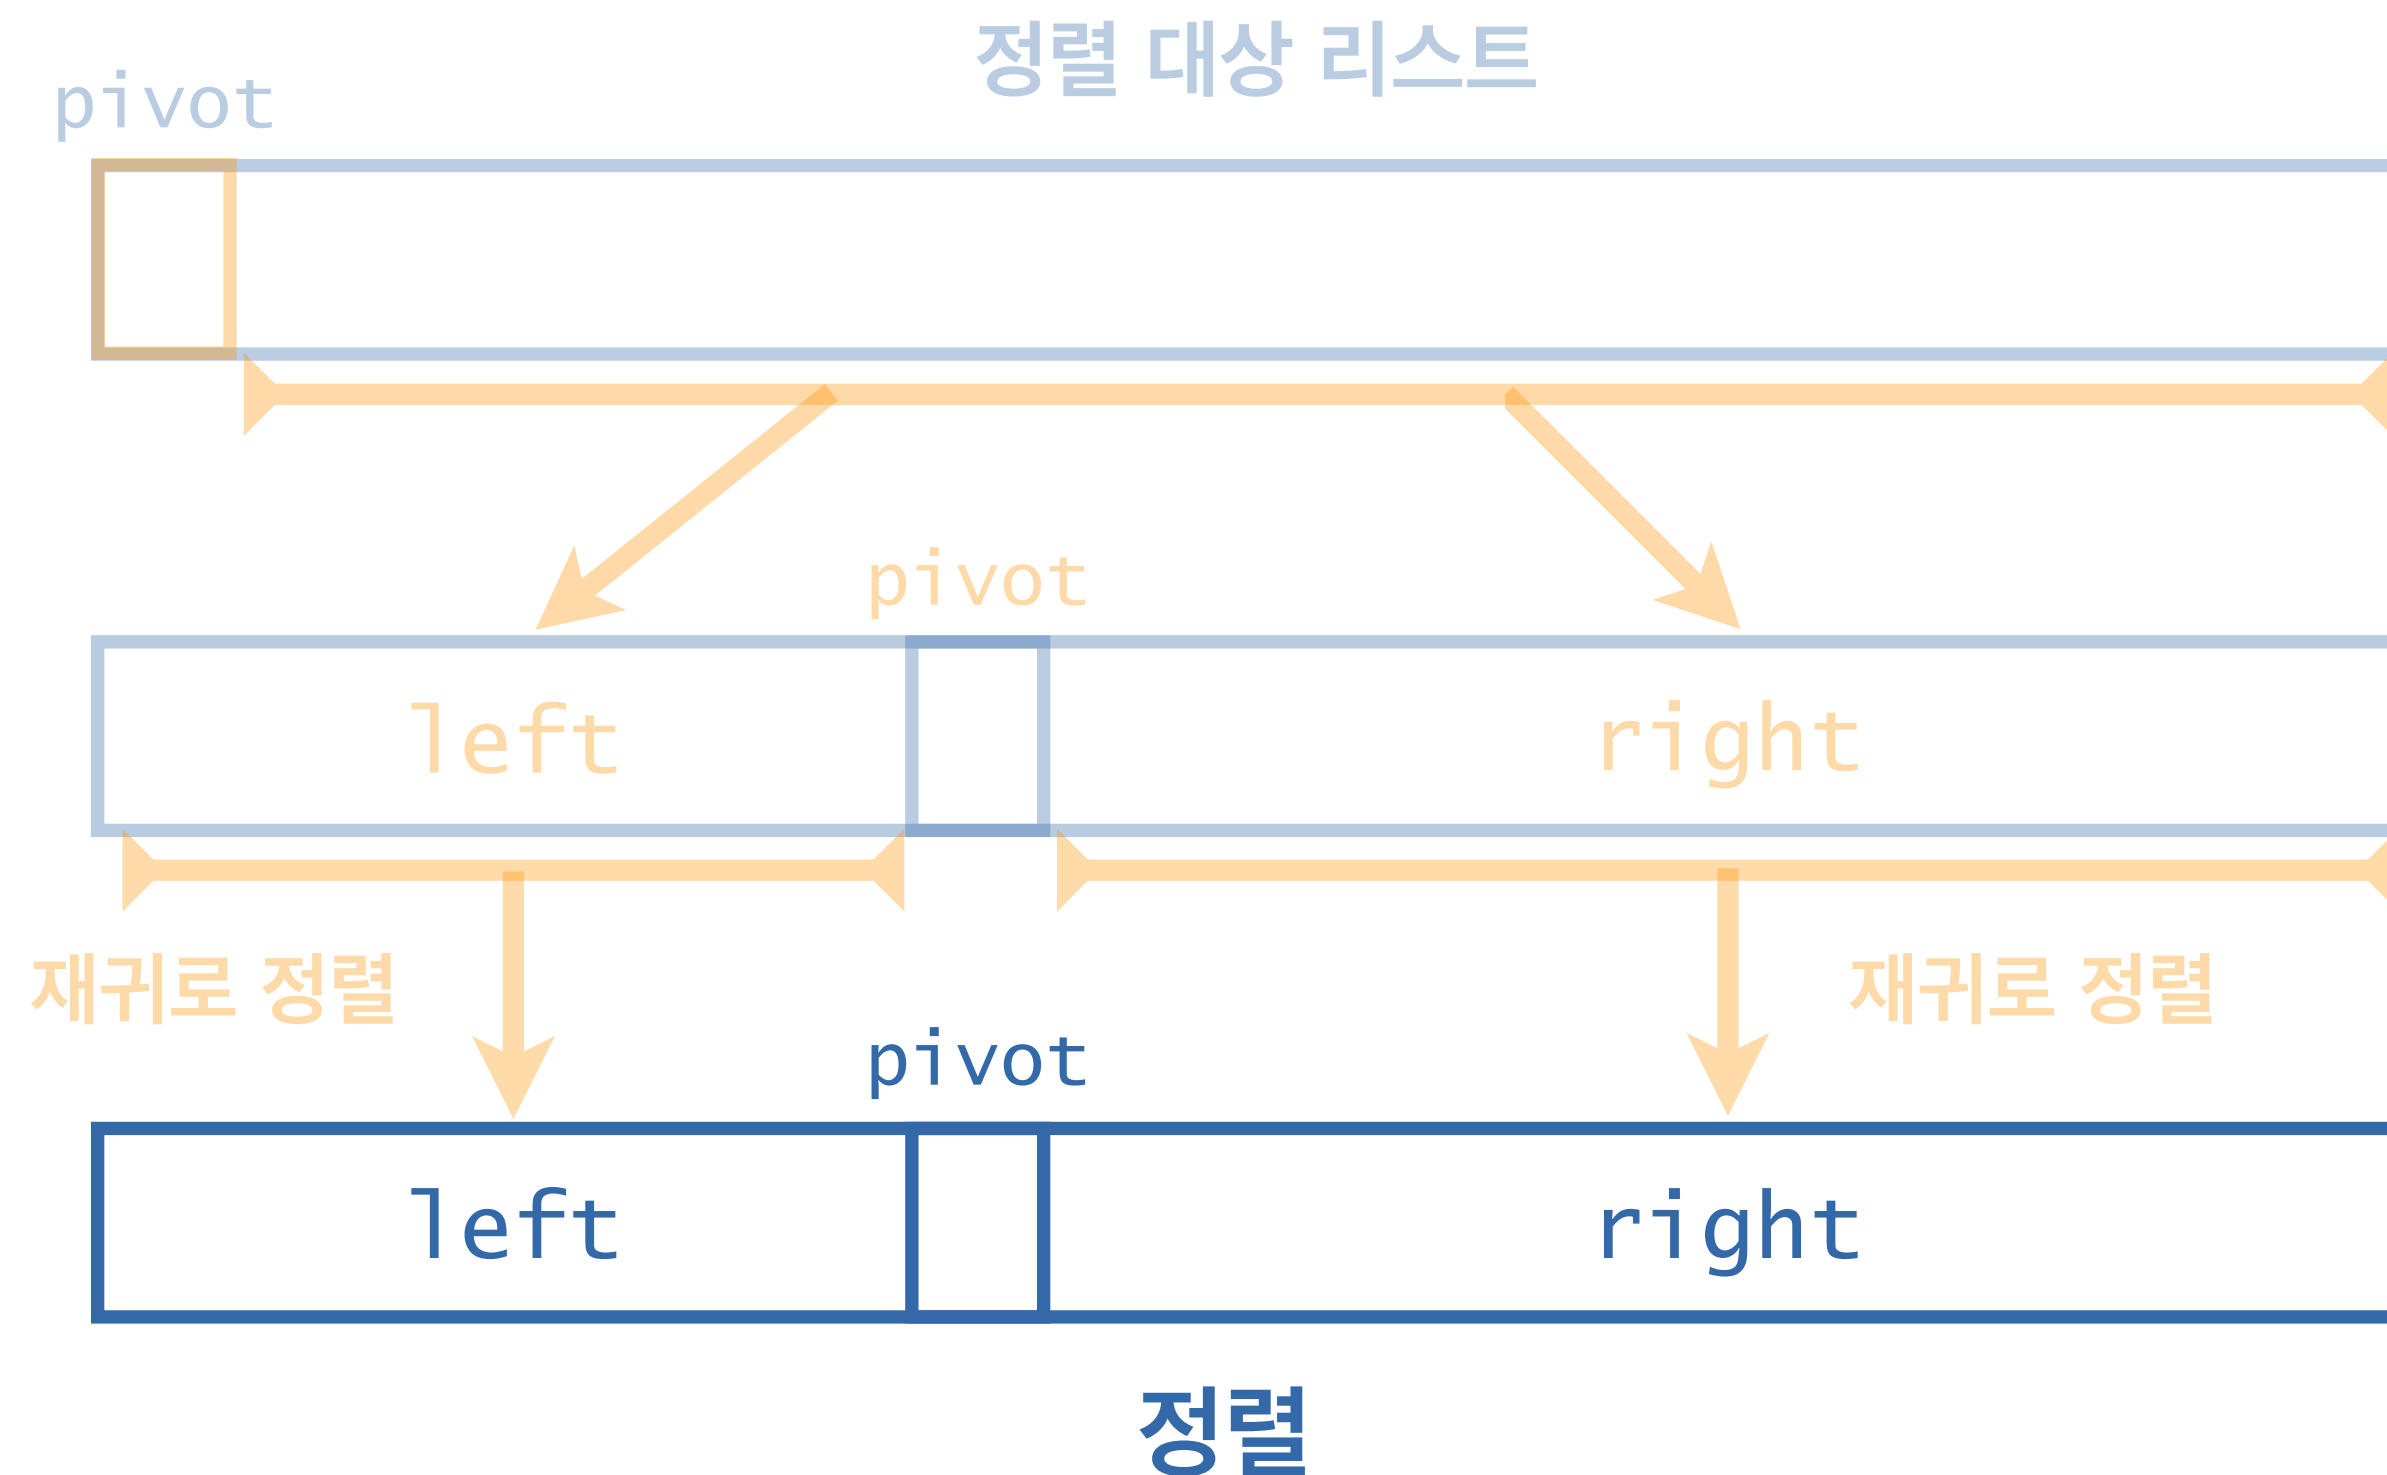 정렬 대상 리스트
pivot
pivot
left
right
재귀로 정렬
재귀로 정렬
pivot
left
right
정렬